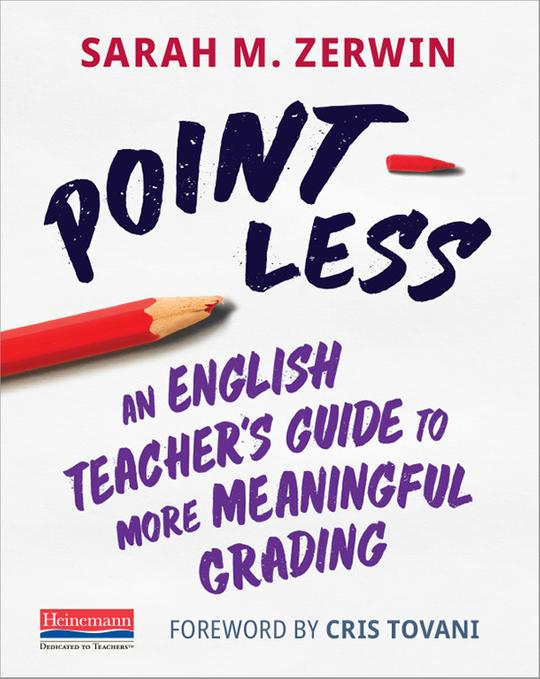 SARAH M. ZERWIN
POINT-
LESS
AN ENGLISH
TEACHER'S GUIDE TO
MORE MEANINGFUL
GRADING
Heinemann
DEDICATED TO TEACHERS™
FOREWORD BY CRIS TOVANI